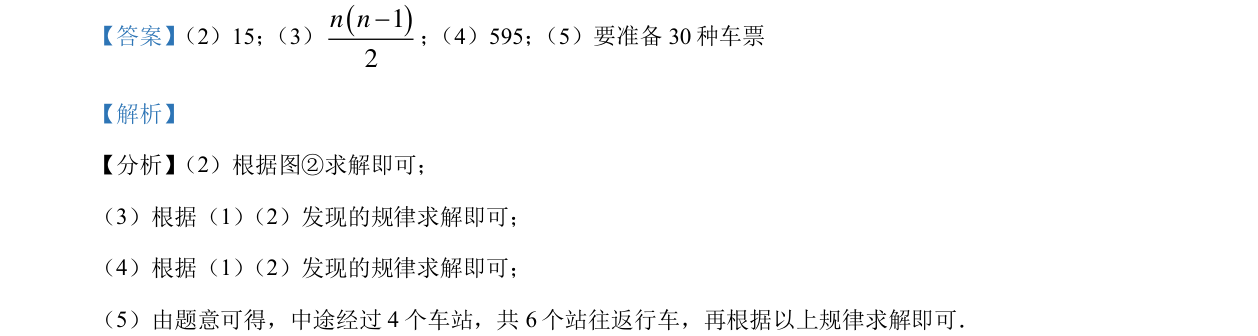 【答案】（2）15；（3）$\frac{n(n-1)}{2}$；（4）595；（5）要准备 30 种车票
【解析】
【分析】（2）根据图②求解即可；
（3）根据（1）（2）发现的规律求解即可；
（4）根据（1）（2）发现的规律求解即可；
（5）由题意可得，中途经过 4 个车站，共 6 个站往返行车，再根据以上规律求解即可．